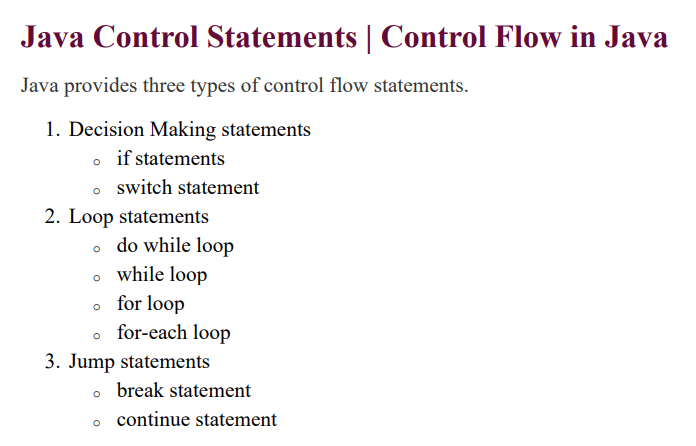 Java Control Statements | Control Flow in Java
Java provides three types of control flow statements.
1. Decision Making statements
○ if statements
○ switch statement
2. Loop statements
○ do while loop
○ while loop
○ for loop
○ for-each loop
3. Jump statements
○ break statement
○ continue statement